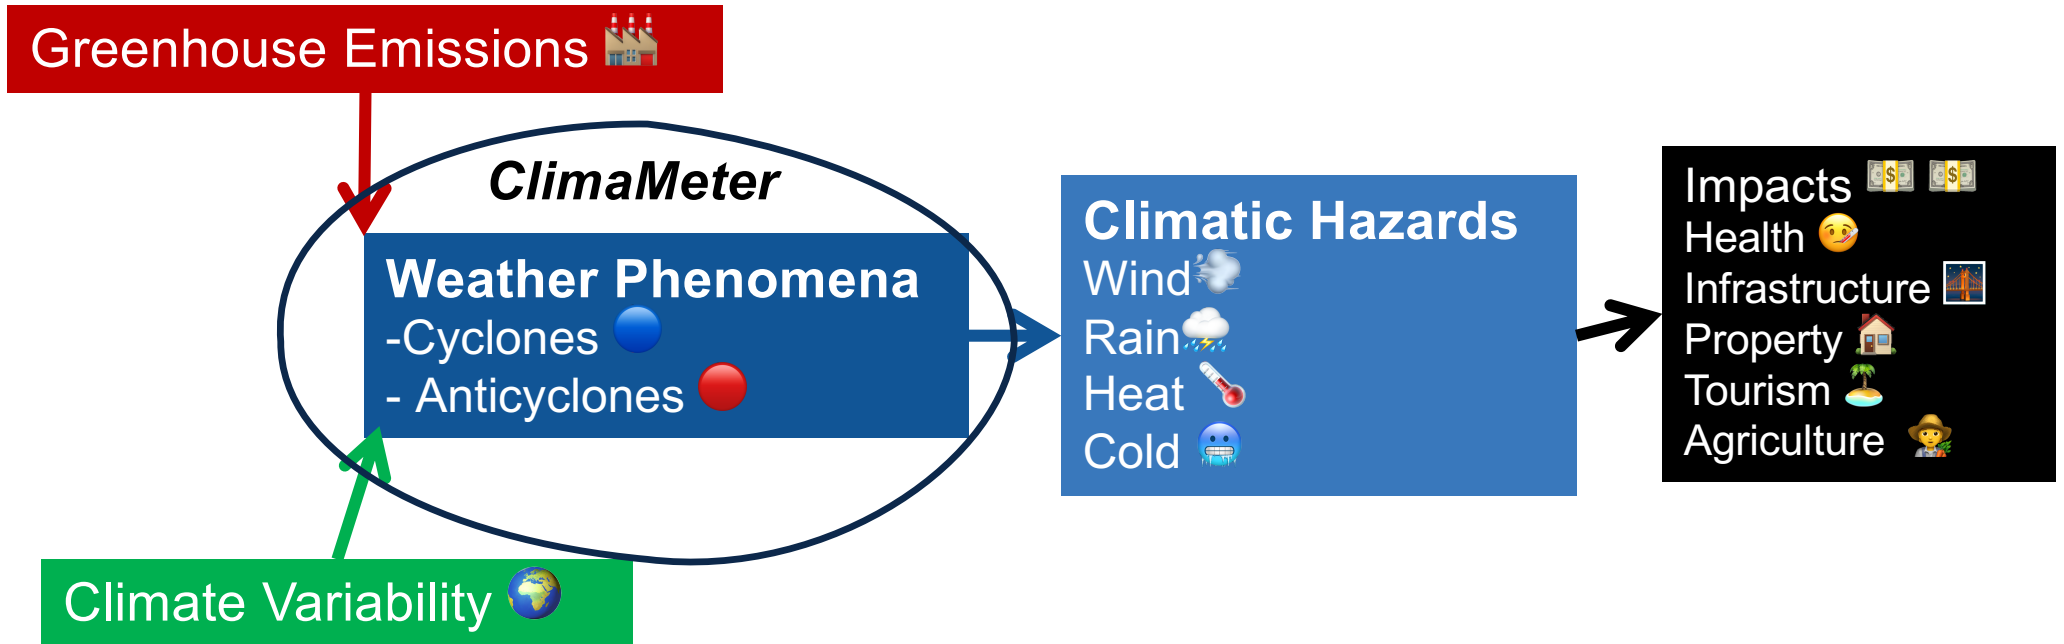 Greenhouse Emissions
ClimaMeter
Weather Phenomena
-Cyclones
- Anticyclones
Climate Variability
Climatic Hazards
Wind
Rain
Heat
Cold
Impacts
Health
Infrastructure
Property
Tourism
Agriculture